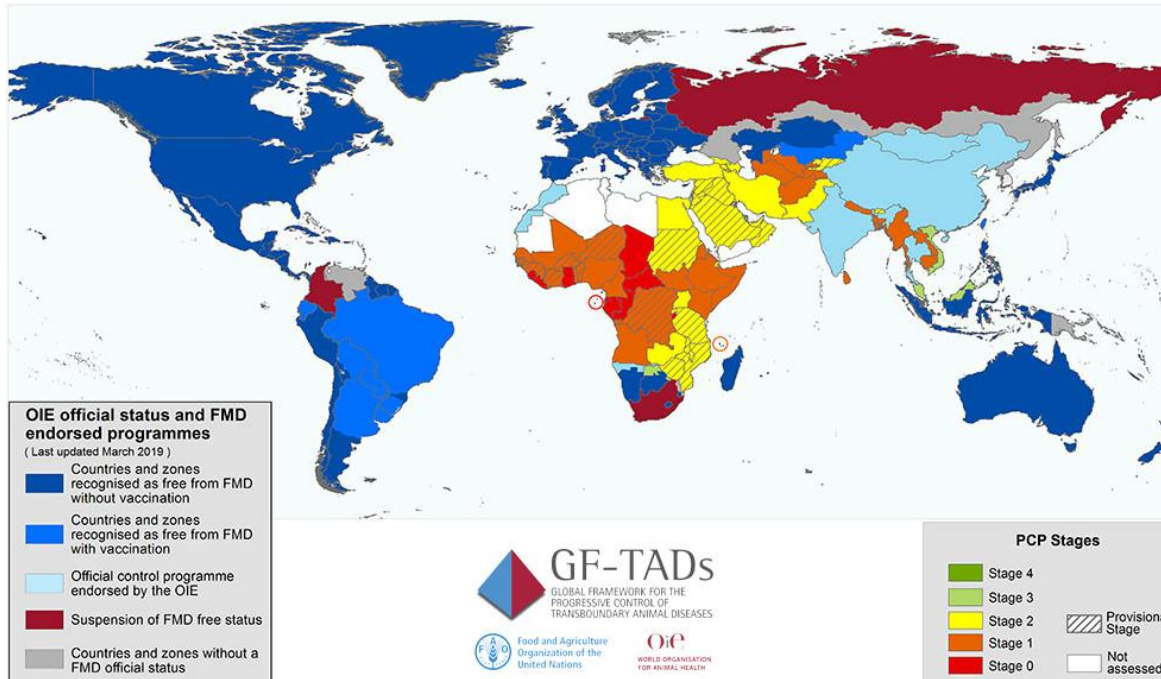 OIE official status and FMD
endorsed programmes
( Last updated March 2019 )
Countries and zones
recognised as free from FMD
without vaccination
Countries and zones
recognised as free from FMD
with vaccination
Official control programme
endorsed by the OIE
Suspension of FMD free status
Countries without a
FMD official status
GF-TADs
GLOBAL FRAMEWORK FOR THE
PROGRESSIVE CONTROL OF
TRANSBOUNDARY ANIMAL DISEASES
FAO
Food and Agriculture
Organization of the
United Nations
Oie
WORLD ORGANISATION
FOR ANIMAL HEALTH
PCP Stages
Stage 4
Stage 3
Stage 2
Stage 1
Stage 0
Provisiona
Stage
Not
assessed